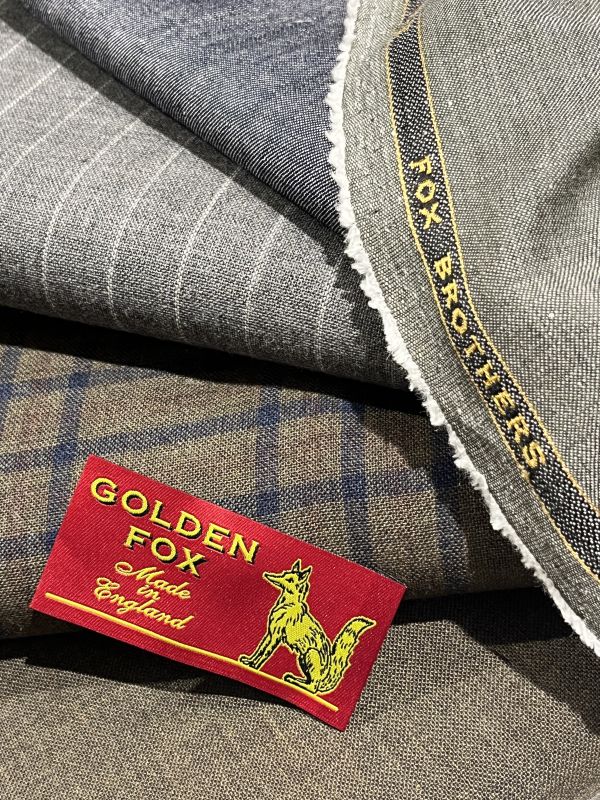 FOX BROTHERS
GOLDEN
FOX
Made
in
England